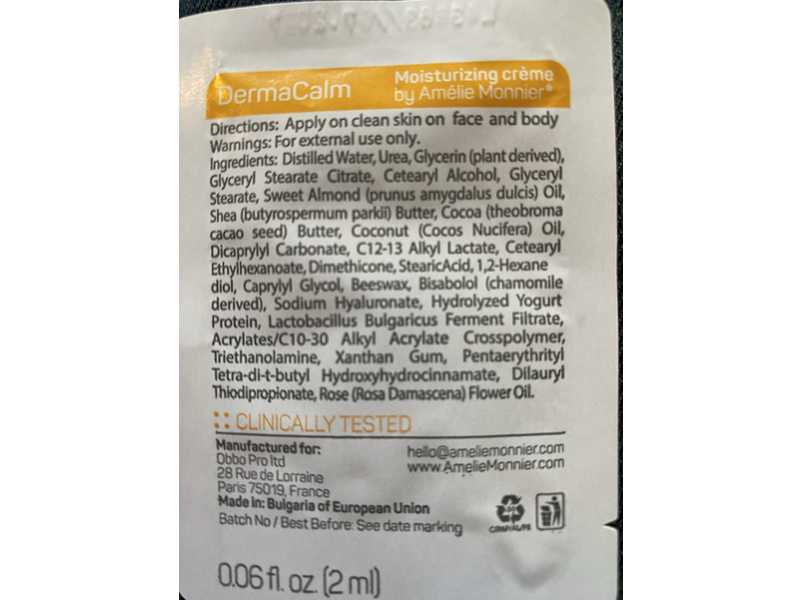 DermaCalm
Moisturizing crème
by Amélie Monnier®
Directions: Apply on clean skin on face and body
Warnings: For external use only.
Ingredients: Distilled Water, Urea, Glycerin (plant derived),
Glyceryl Stearate Citrate, Cetearyl Alcohol, Glyceryl
Stearate, Sweet Almond (prunus amygdalus dulcis) Oil,
Shea (butyrospermum parkii) Butter, Cocoa (theobroma
cacao seed) Butter, Coconut (Cocos Nucifera) Oil,
Dicaprylyl Carbonate, C12-13 Alkyl Lactate, Cetearyl
Ethylhexanoate, Dimethicone, StearicAcid, 1,2-Hexane
diol, Caprylyl Glycol, Beeswax, Bisabolol (chamomile
derived), Sodium Hyaluronate, Hydrolyzed Yogurt
Protein, Lactobacillus Bulgaricus Ferment Filtrate,
Acrylates/C10-30 Alkyl Acrylate Crosspolymer,
Triethanolamine, Xanthan Gum, Pentaerythrityl
Tetra-di-t-butyl Hydroxyhydrocinnamate, Dilauryl
Thiodipropionate, Rose (Rosa Damascena) Flower Oil.
CLINICALLY TESTED
Manufactured for:
Obbo Pro ltd
28 Rue de Lorraine
Paris 75019, France
Made in: Bulgaria of European Union
Batch No / Best Before: See date marking
hello@ameliemonnier.com
www.AmelieMonnier.com
0.06 fl. oz. (2 ml)